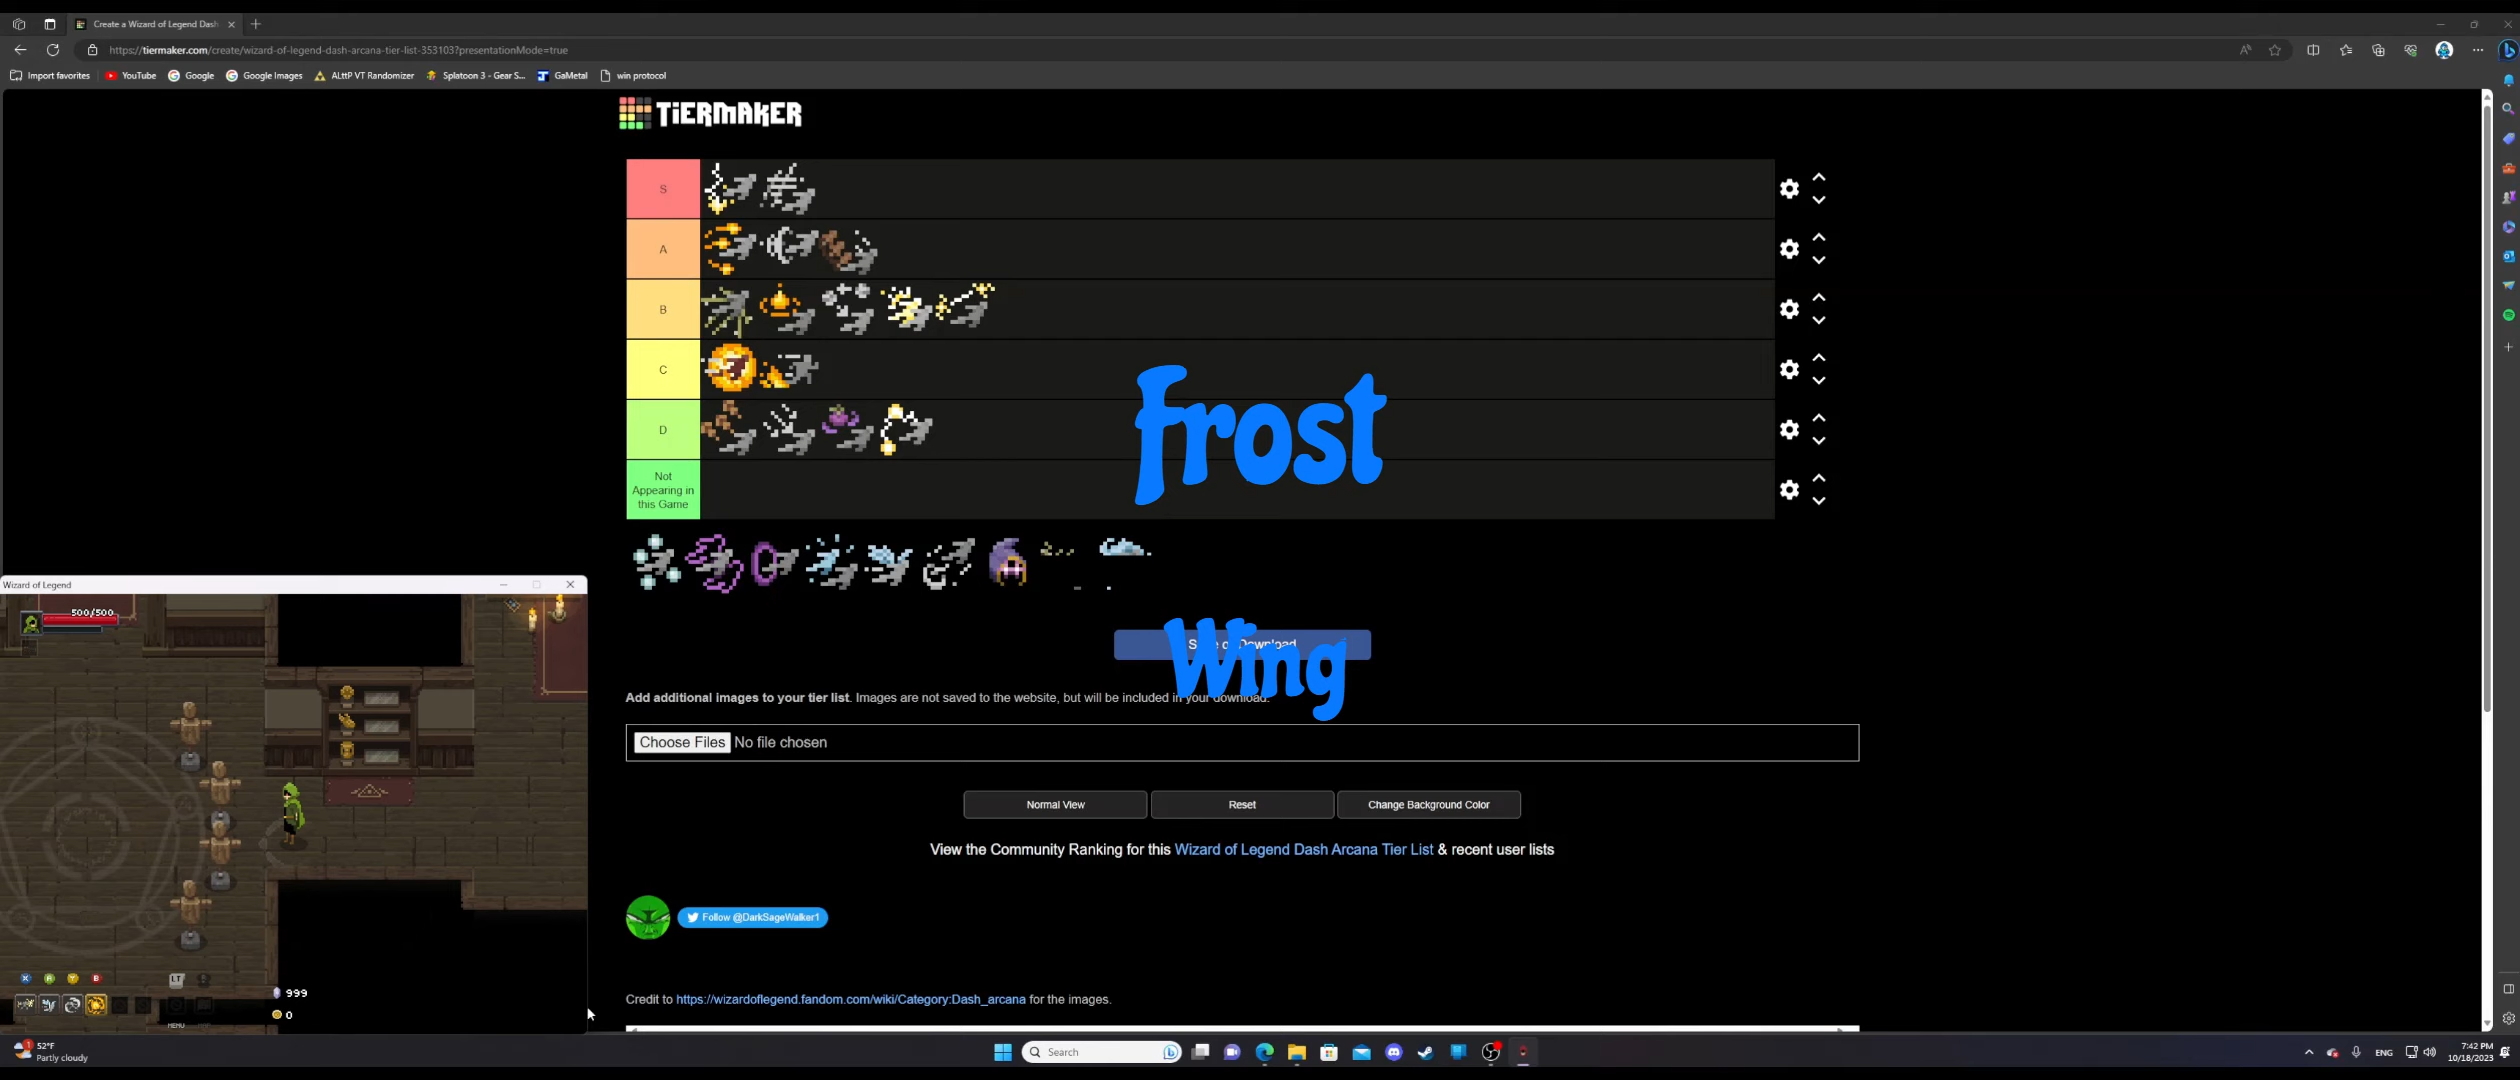 Create a Wizard of Legend Dash
https://tiermaker.com/create/wizard-of-legend-dash-arcana-tier-list-353103?presentationMode=true
Import favorites YouTube Google Google Images ALttP VT Randomizer Splatoon 3 - Gear S... GaMetal win protocol
TiERMAKER
S
A
B
C
D
Not
Appearing in
this Game
Frost
Wing
Add additional images to your tier list. Images are not saved to the website, but will be included in your download.
Choose Files No file chosen
Normal View Reset Change Background Color
View the Community Ranking for this Wizard of Legend Dash Arcana Tier List & recent user lists
Follow @DarkSageWalker1
Credit to https://wizardoflegend.fandom.com/wiki/Category:Dash_arcana for the images.
Wizard of Legend
500/500
X A Y B LT
999
0
MENU
52°F
Partly cloudy
Search
ENG
7:42 PM
10/18/2023